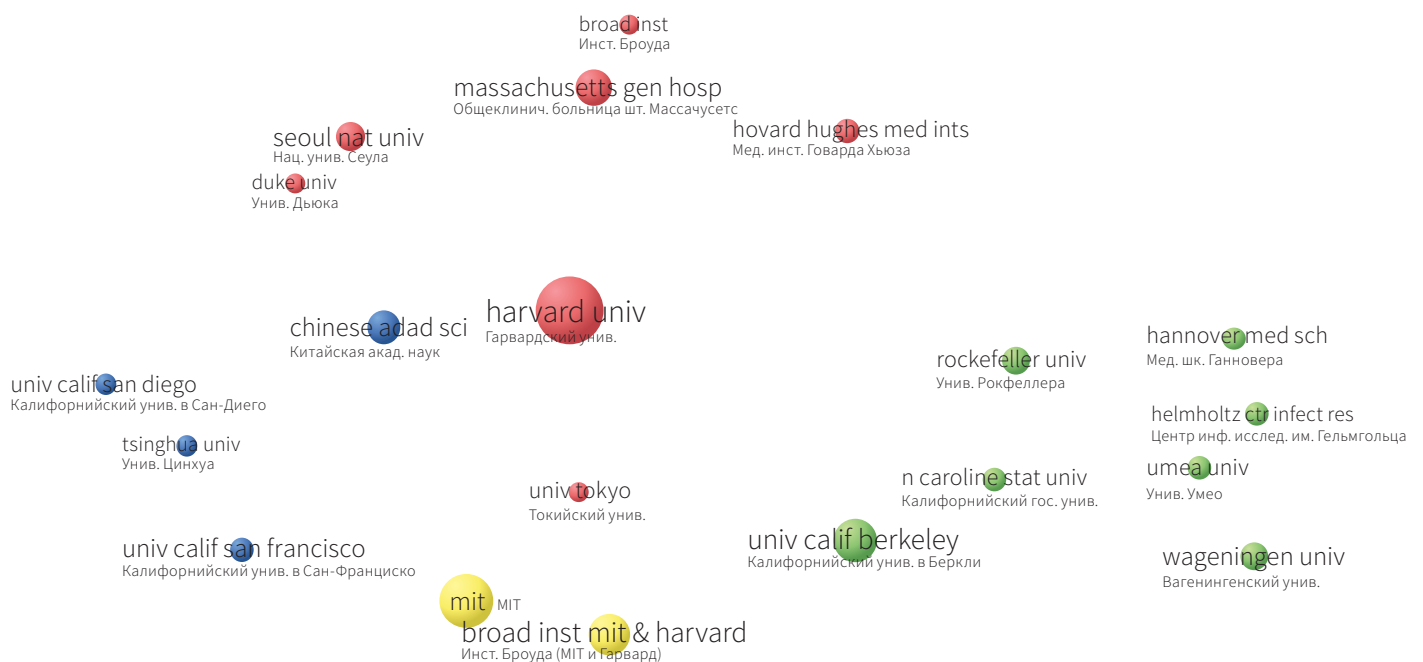 broad inst
Инст. Броуда
massachusetts gen hosp
Общеклинич. больница шт. Массачусетс
hovard hughes med ints
Мед. инст. Говарда Хьюза
seoul nat univ
Нац. унив. Сеула
duke univ
Унив. Дьюка
harvard univ
Гарвардский унив.
chinese adad sci
Китайская акад. наук
hannover med sch
Мед. шк. Ганновера
rockefeller univ
Унив. Рокфеллера
univ calif san diego
Калифорнийский унив. в Сан-Диего
helmholtz ctr infect res
Центр инф. исслед. им. Гельмгольца
tsinghua univ
Унив. Цинхуа
umea univ
Унив. Умео
n caroline stat univ
Калифорнийский гос. унив.
univ tokyo
Токийский унив.
univ calif berkeley
Калифорнийский унив. в Беркли
univ calif san francisco
Калифорнийский унив. в Сан-Франциско
wageningen univ
Вагенингенский унив.
mit MIT
broad inst mit & harvard
Инст. Броуда (MIT и Гарвард)